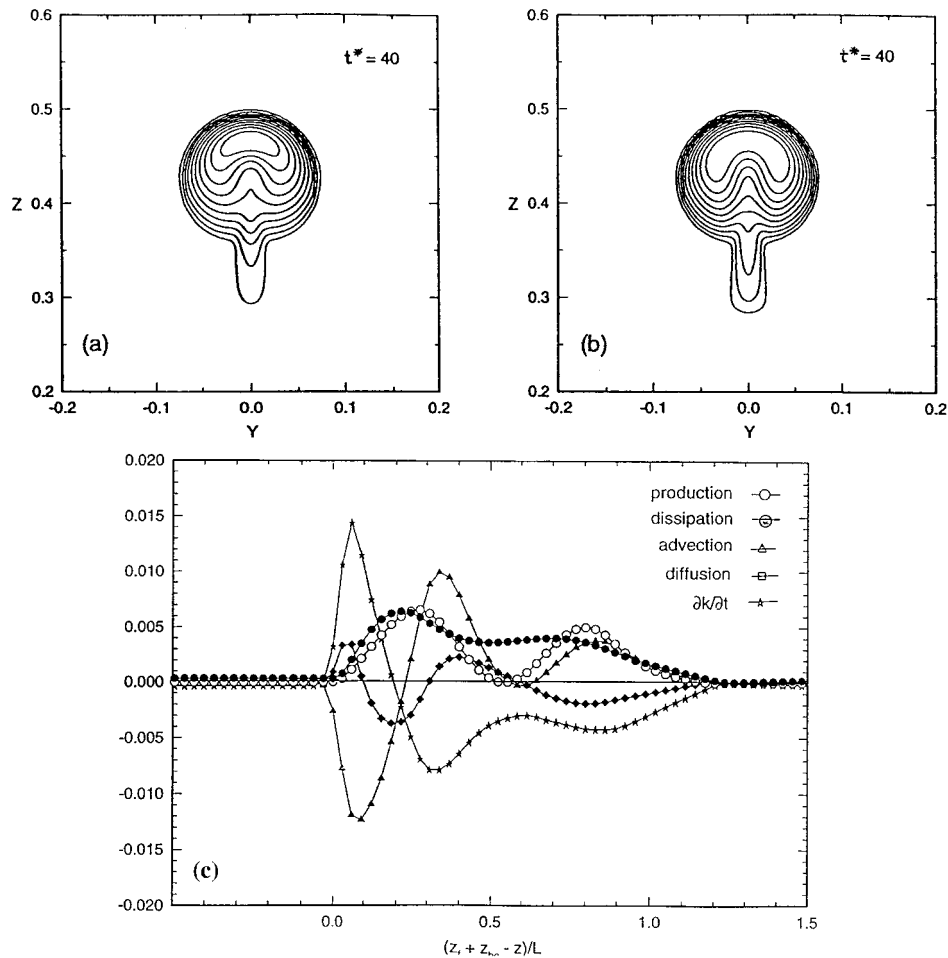 0.6
0.5
0.4
0.3
0.2
Z
t* = 40
(a)
-0.2
-0.1
0.0
0.1
0.2
Y
0.6
0.5
0.4
0.3
0.2
Z
t* = 40
(b)
-0.2
-0.1
0.0
0.1
0.2
Y
0.020
0.015
0.010
0.005
0.000
-0.005
-0.010
-0.015
-0.020
production
dissipation
advection
diffusion
∂k/∂t
(c)
0.0
0.5
1.0
1.5